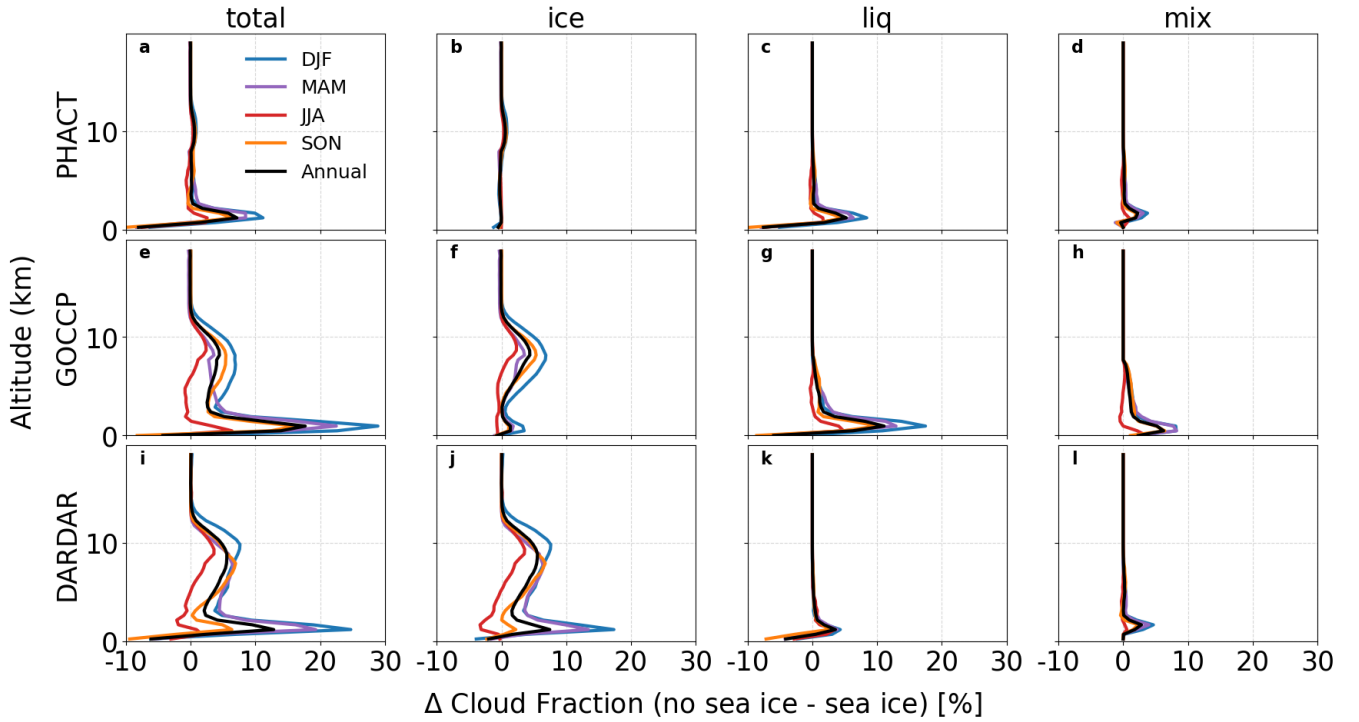 total ice liq mix
a b c d
DJF
MAM
JJA
SON
Annual
PHACT
10
0
e f g h
GOCCP
10
0
i j k l
DARDAR
10
0
-10 0 10 20 30 -10 0 10 20 30 -10 0 10 20 30 -10 0 10 20 30
Altitude (km)
Δ Cloud Fraction (no sea ice - sea ice) [%]